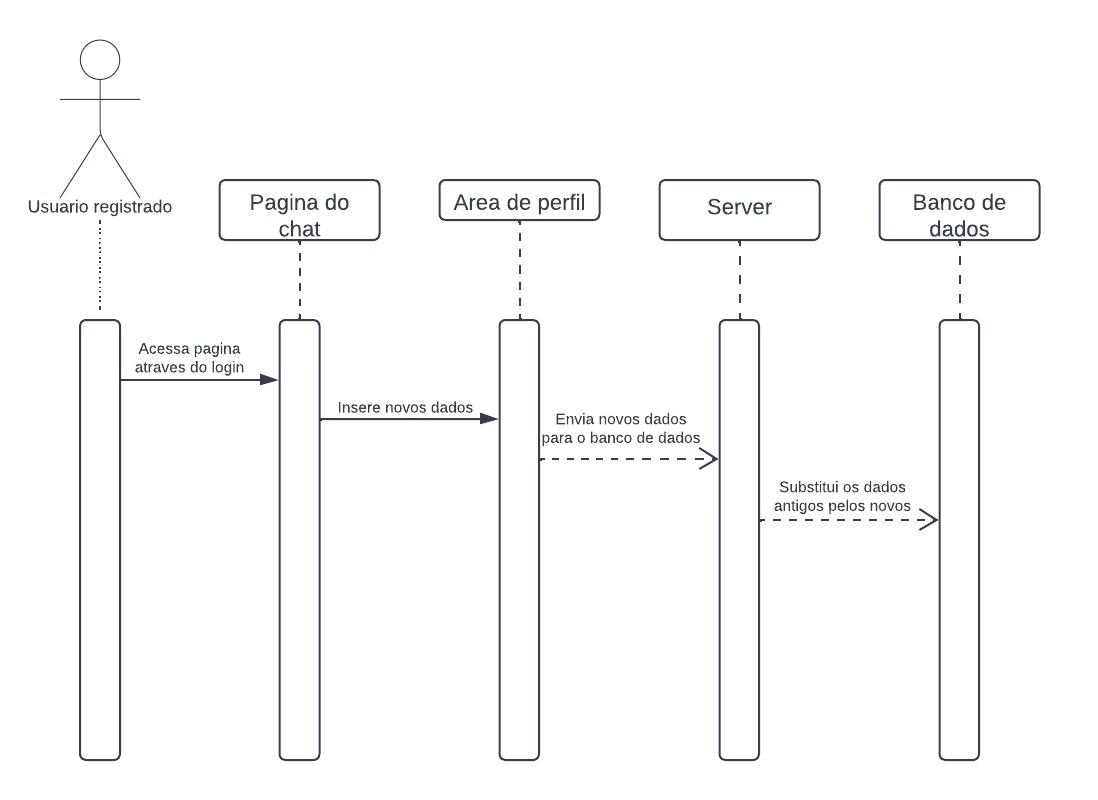 Usuario registrado
Pagina do
chat
Area de perfil
Server
Banco de
dados
Acessa pagina
atraves do login
Insere novos dados
Envia novos dados
para o banco de dados
Substitui os dados
antigos pelos novos